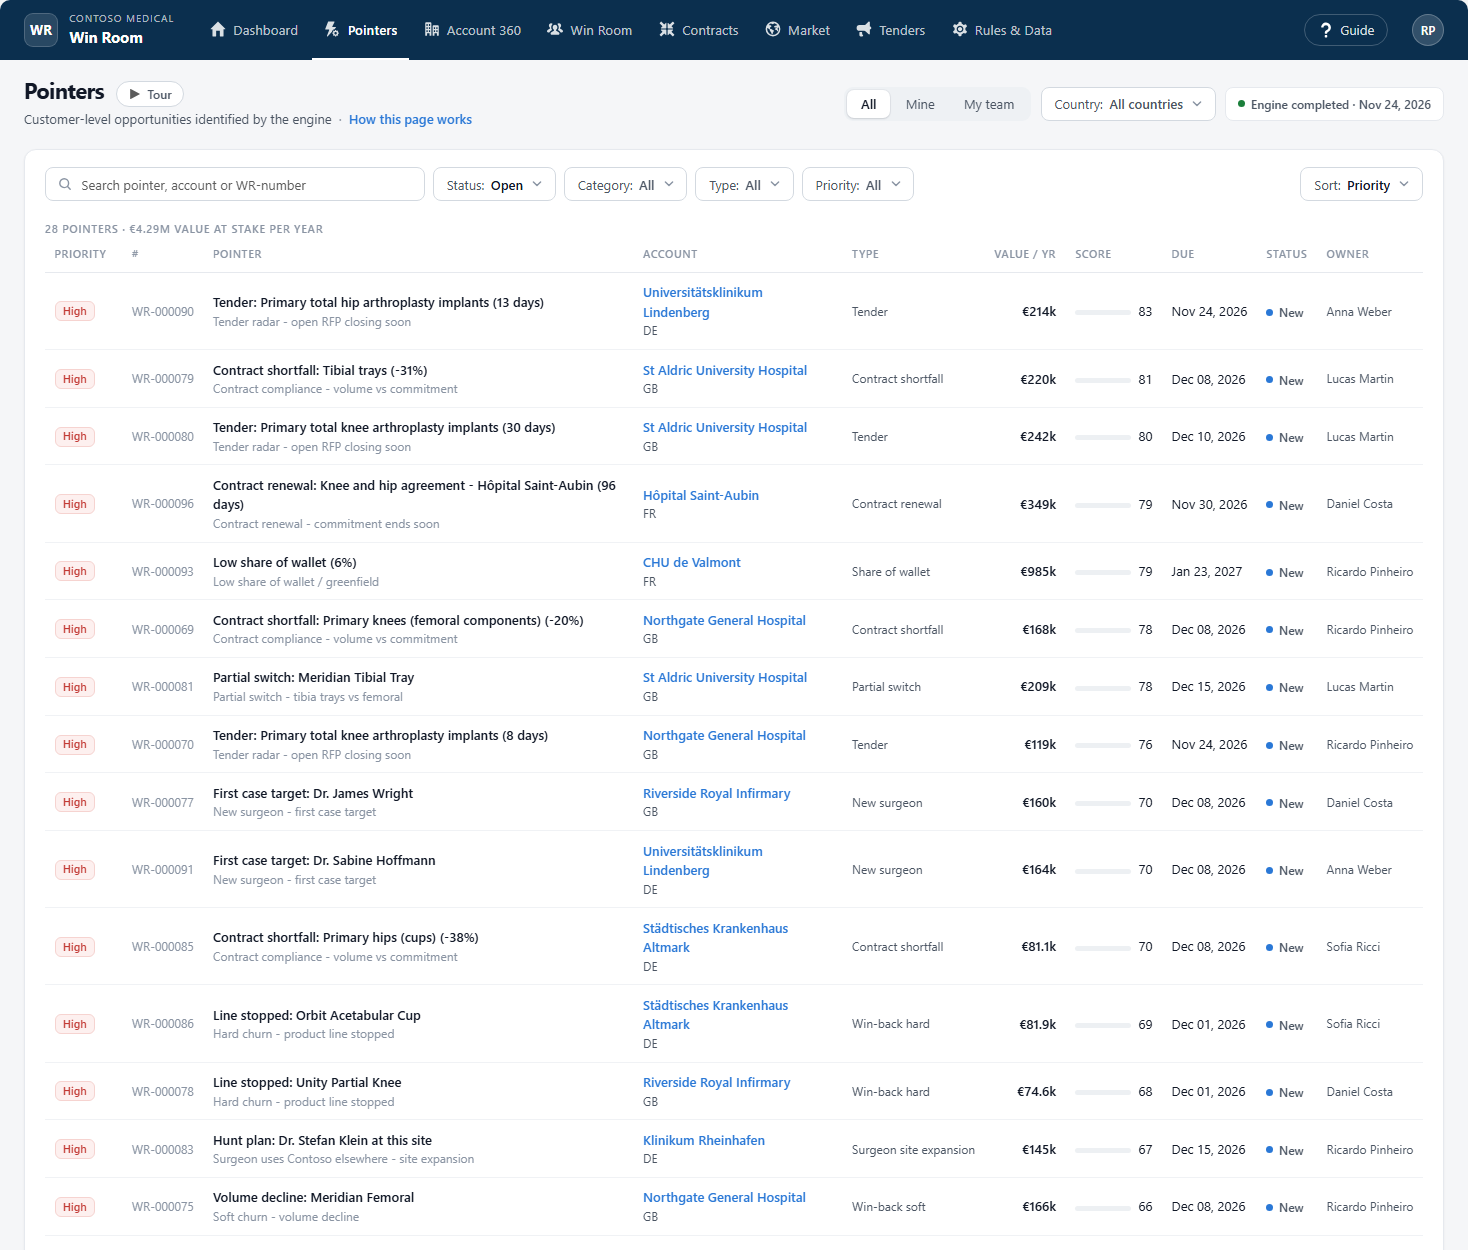 WR
CONTOSO MEDICAL
Win Room
Dashboard
Pointers
Account 360
Win Room
Contracts
Market
Tenders
Rules & Data
Guide
RP
Pointers
Tour
Customer-level opportunities identified by the engine · How this page works
All
Mine
My team
Country: All countries
Engine completed · Nov 24, 2026
Search pointer, account or WR-number
Status: Open
Category: All
Type: All
Priority: All
Sort: Priority
28 POINTERS · €4.29M VALUE AT STAKE PER YEAR
PRIORITY # POINTER ACCOUNT TYPE VALUE / YR SCORE DUE STATUS OWNER
High WR-000090 Tender: Primary total hip arthroplasty implants (13 days)
Tender radar - open RFP closing soon
Universitätsklinikum
Lindenberg
DE
Tender €214k 83 Nov 24, 2026 New Anna Weber
High WR-000079 Contract shortfall: Tibial trays (-31%)
Contract compliance - volume vs commitment
St Aldric University Hospital
GB
Contract shortfall €220k 81 Dec 08, 2026 New Lucas Martin
High WR-000080 Tender: Primary total knee arthroplasty implants (30 days)
Tender radar - open RFP closing soon
St Aldric University Hospital
GB
Tender €242k 80 Dec 10, 2026 New Lucas Martin
High WR-000096 Contract renewal: Knee and hip agreement - Hôpital Saint-Aubin (96
days)
Contract renewal - commitment ends soon
Hôpital Saint-Aubin
FR
Contract renewal €349k 79 Nov 30, 2026 New Daniel Costa
High WR-000093 Low share of wallet (6%)
Low share of wallet / greenfield
CHU de Valmont
FR
Share of wallet €985k 79 Jan 23, 2027 New Ricardo Pinheiro
High WR-000069 Contract shortfall: Primary knees (femoral components) (-20%)
Contract compliance - volume vs commitment
Northgate General Hospital
GB
Contract shortfall €168k 78 Dec 08, 2026 New Ricardo Pinheiro
High WR-000081 Partial switch: Meridian Tibial Tray
Partial switch - tibia trays vs femoral
St Aldric University Hospital
GB
Partial switch €209k 78 Dec 15, 2026 New Lucas Martin
High WR-000070 Tender: Primary total knee arthroplasty implants (8 days)
Tender radar - open RFP closing soon
Northgate General Hospital
GB
Tender €119k 76 Nov 24, 2026 New Ricardo Pinheiro
High WR-000077 First case target: Dr. James Wright
New surgeon - first case target
Riverside Royal Infirmary
GB
New surgeon €160k 70 Dec 08, 2026 New Daniel Costa
High WR-000091 First case target: Dr. Sabine Hoffmann
New surgeon - first case target
Universitätsklinikum
Lindenberg
DE
New surgeon €164k 70 Dec 08, 2026 New Anna Weber
High WR-000085 Contract shortfall: Primary hips (cups) (-38%)
Contract compliance - volume vs commitment
Städtisches Krankenhaus
Altmark
DE
Contract shortfall €81.1k 70 Dec 08, 2026 New Sofia Ricci
High WR-000086 Line stopped: Orbit Acetabular Cup
Hard churn - product line stopped
Städtisches Krankenhaus
Altmark
DE
Win-back hard €81.9k 69 Dec 01, 2026 New Sofia Ricci
High WR-000078 Line stopped: Unity Partial Knee
Hard churn - product line stopped
Riverside Royal Infirmary
GB
Win-back hard €74.6k 68 Dec 01, 2026 New Daniel Costa
High WR-000083 Hunt plan: Dr. Stefan Klein at this site
Surgeon uses Contoso elsewhere - site expansion
Klinikum Rheinhafen
DE
Surgeon site expansion €145k 67 Dec 15, 2026 New Ricardo Pinheiro
High WR-000075 Volume decline: Meridian Femoral
Soft churn - volume decline
Northgate General Hospital
GB
Win-back soft €166k 66 Dec 08, 2026 New Ricardo Pinheiro